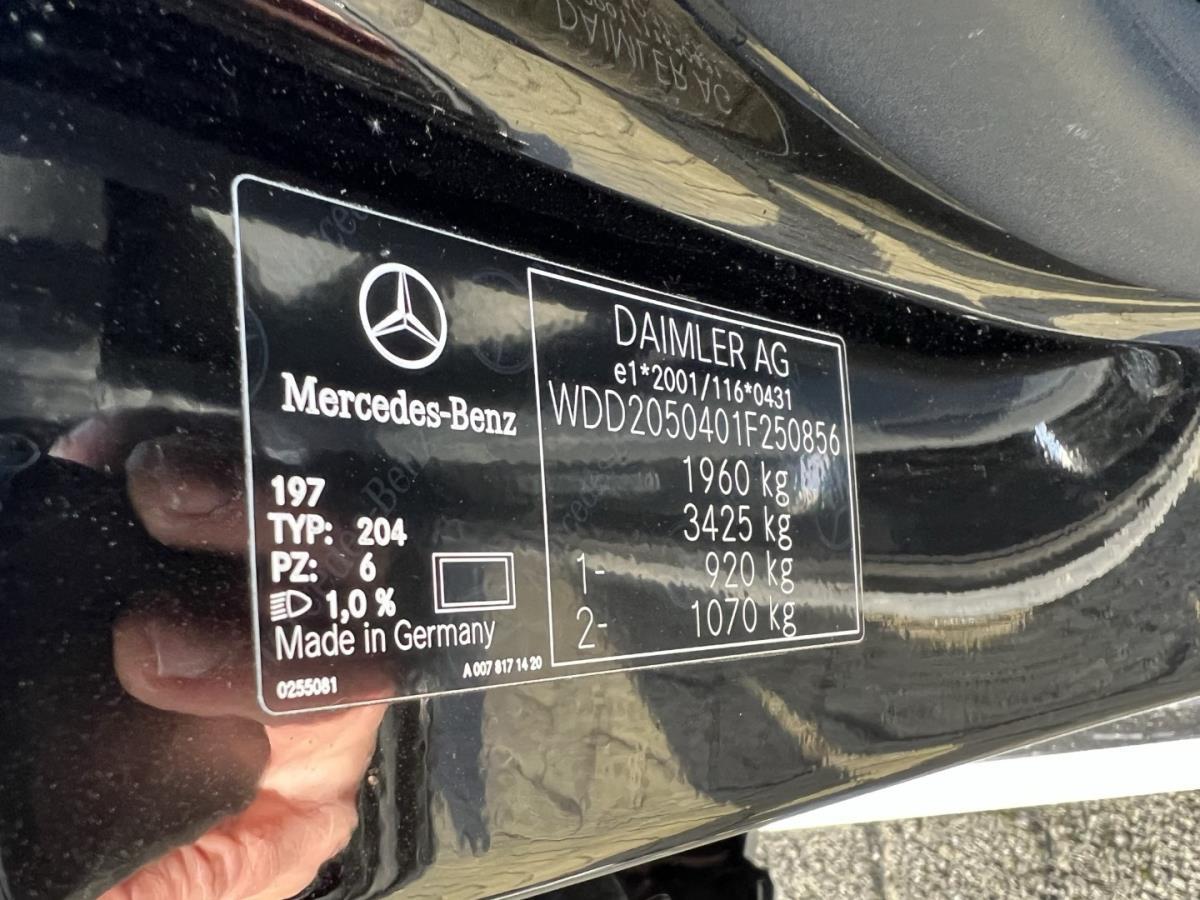 DAIMLER AG
Mercedes-Benz
197
TYP: 204
PZ: 6
1,0 %
Made in Germany
0255081
A 007 817 14 20
DAIMLER AG
e1*2001/116*0431
WDD2050401F250856
1960 kg
3425 kg
1- 920 kg
2- 1070 kg